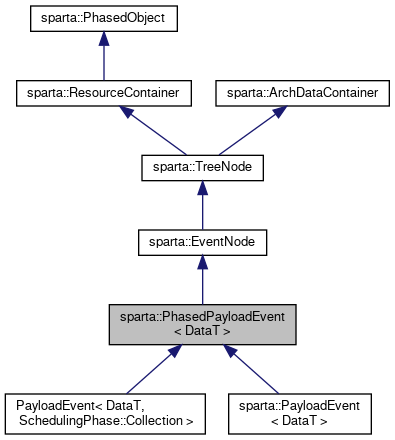 sparta::PhasedObject
sparta::ResourceContainer
sparta::ArchDataContainer
sparta::TreeNode
sparta::EventNode
sparta::PhasedPayloadEvent
< DataT >
PayloadEvent< DataT,
SchedulingPhase::Collection >
sparta::PayloadEvent
< DataT >